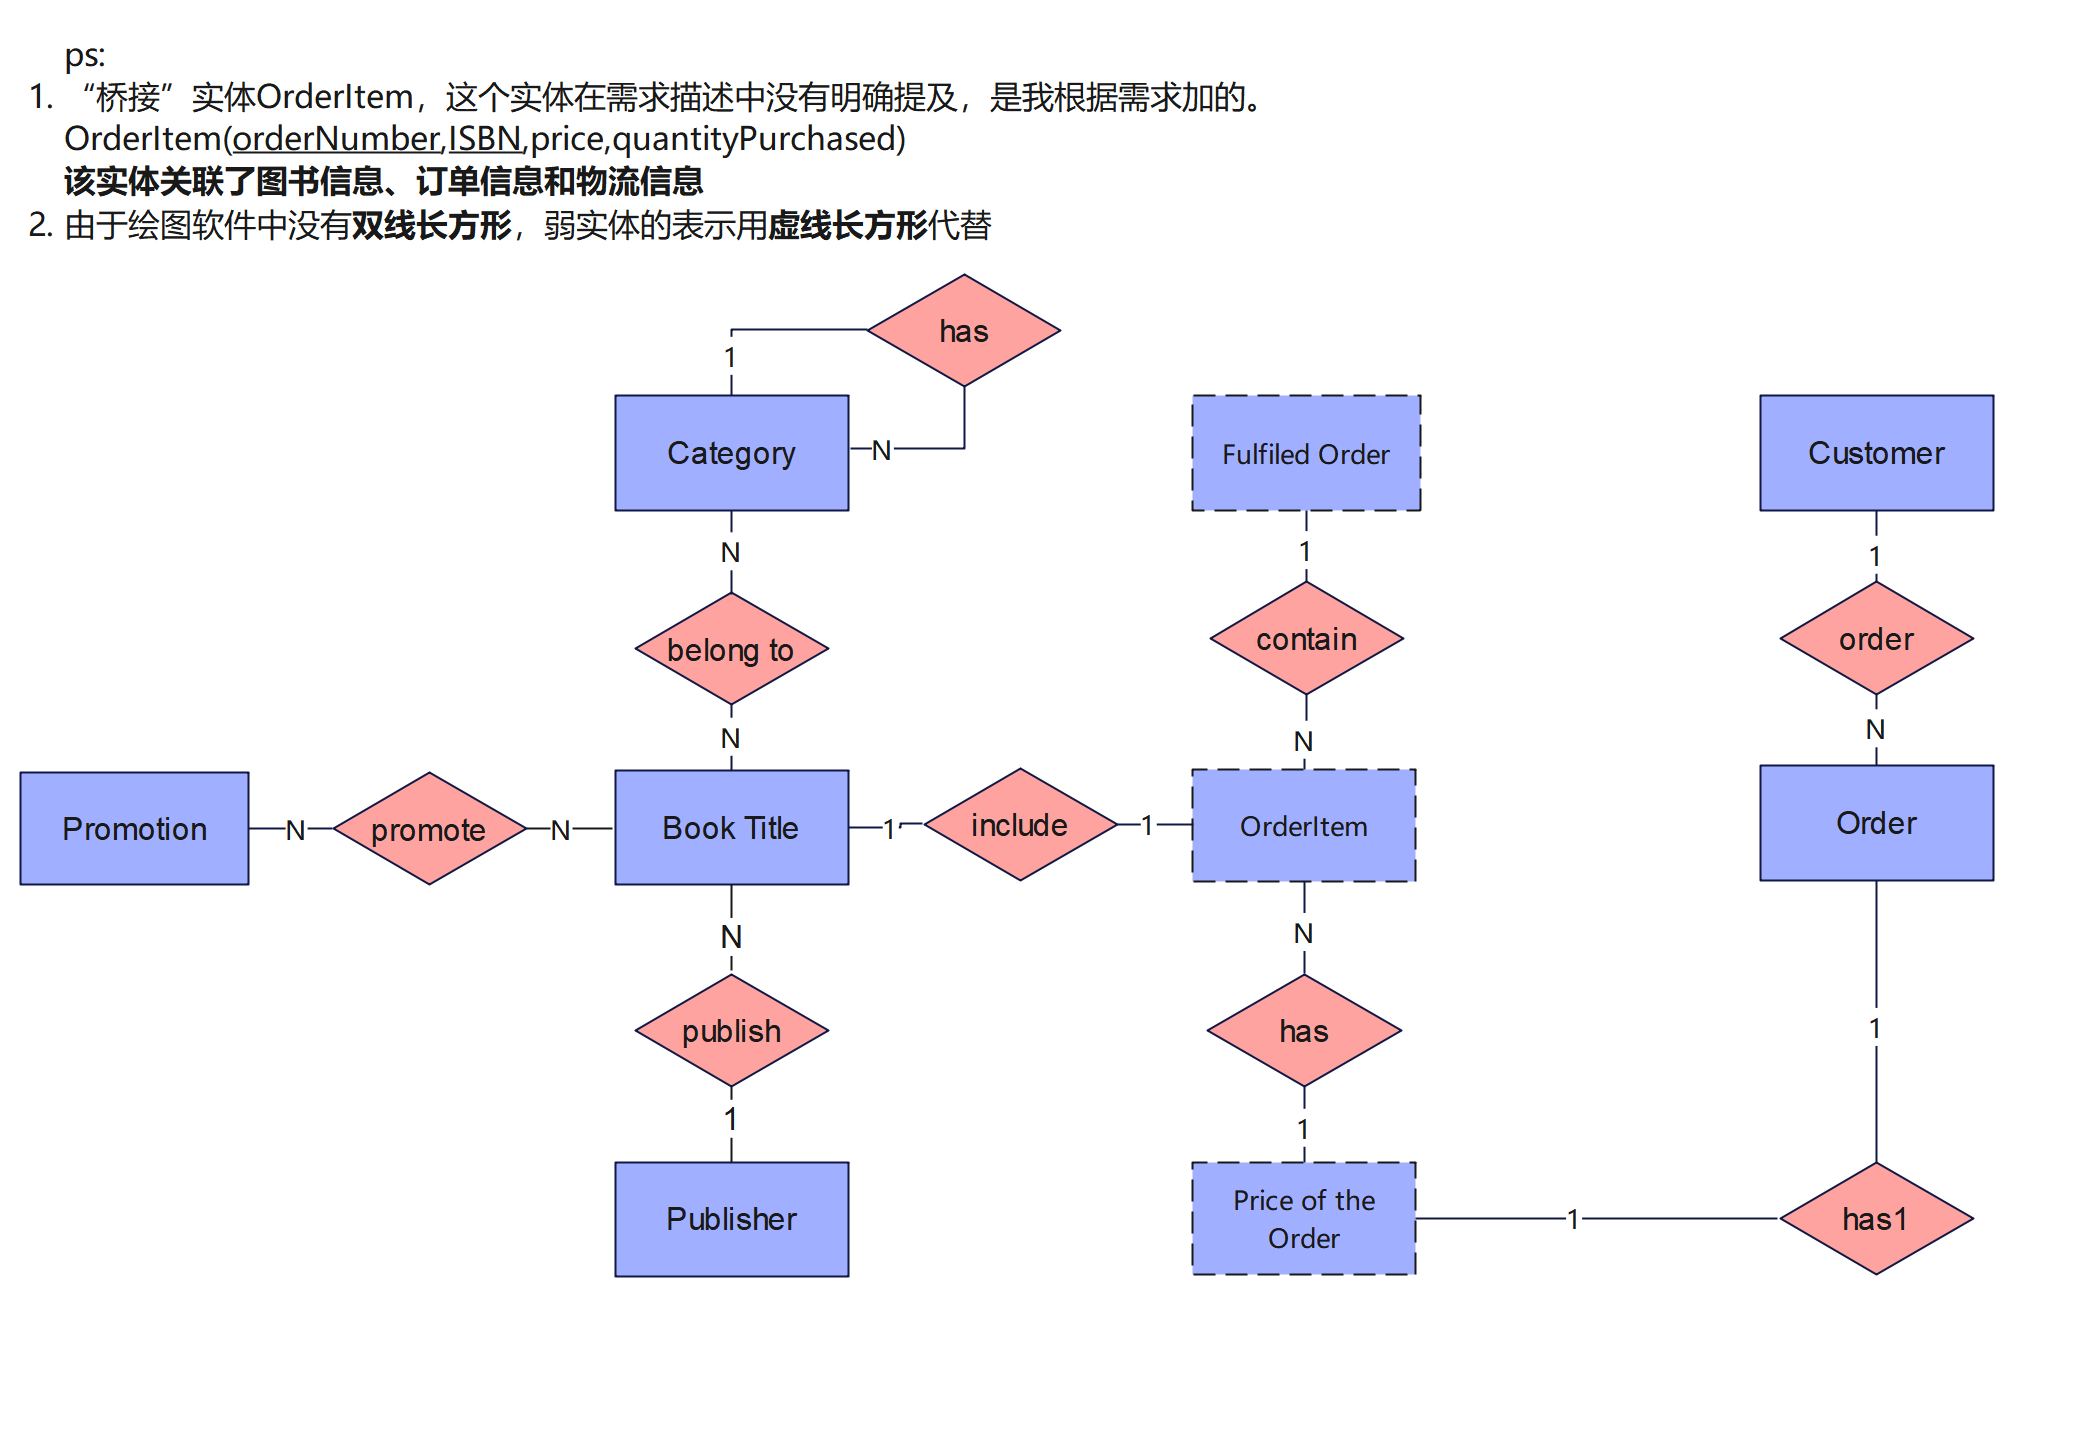 ps:
1. “桥接”实体OrderItem，这个实体在需求描述中没有明确提及，是我根据需求加的。
OrderItem(orderNumber,ISBN,price,quantityPurchased)
该实体关联了图书信息、订单信息和物流信息
2. 由于绘图软件中没有双线长方形，弱实体的表示用虚线长方形代替
has
1
Category
N
Fulfiled Order
Customer
N
1
1
belong to
contain
order
N
N
N
Promotion
N
promote
N
Book Title
1
include
1
OrderItem
Order
N
N
publish
has
1
1
1
Publisher
Price of the
Order
1
has1